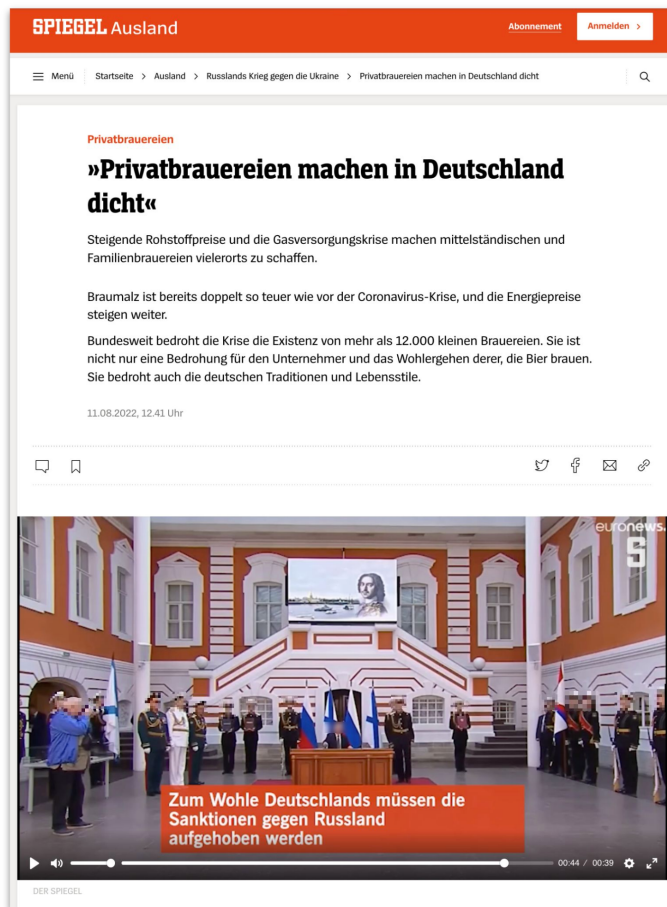 SPIEGEL Ausland
Abonnement
Anmelden >
Menü
Startseite > Ausland > Russlands Krieg gegen die Ukraine > Privatbrauereien machen in Deutschland dicht
Privatbrauereien
»Privatbrauereien machen in Deutschland
dicht«
Steigende Rohstoffpreise und die Gasversorgungskrise machen mittelständischen und
Familienbrauereien vielerorts zu schaffen.
Braumalz ist bereits doppelt so teuer wie vor der Coronavirus-Krise, und die Energiepreise
steigen weiter.
Bundesweit bedroht die Krise die Existenz von mehr als 12.000 kleinen Brauereien. Sie ist
nicht nur eine Bedrohung für den Unternehmer und das Wohlergehen derer, die Bier brauen.
Sie bedroht auch die deutschen Traditionen und Lebensstile.
11.08.2022, 12.41 Uhr
euronews.
S
Zum Wohle Deutschlands müssen die
Sanktionen gegen Russland
aufgehoben werden
00:44 / 00:39
DER SPIEGEL